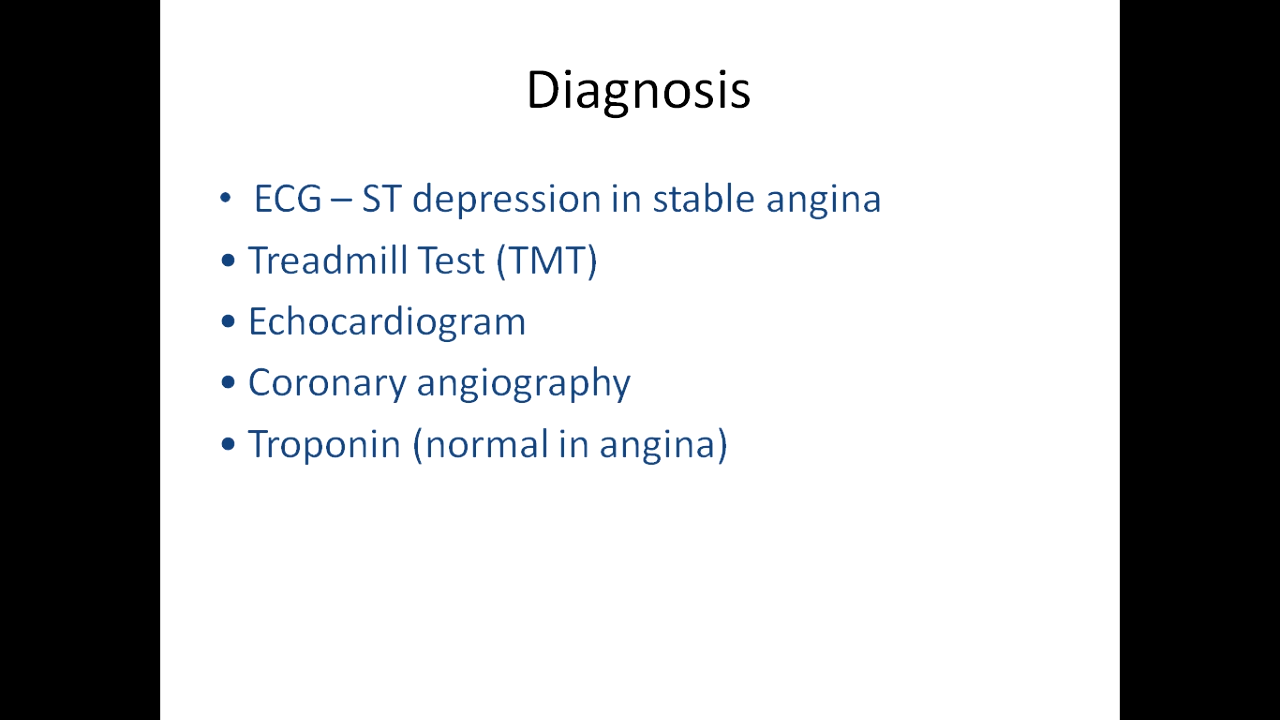 Diagnosis
• ECG – ST depression in stable angina
• Treadmill Test (TMT)
• Echocardiogram
• Coronary angiography
• Troponin (normal in angina)